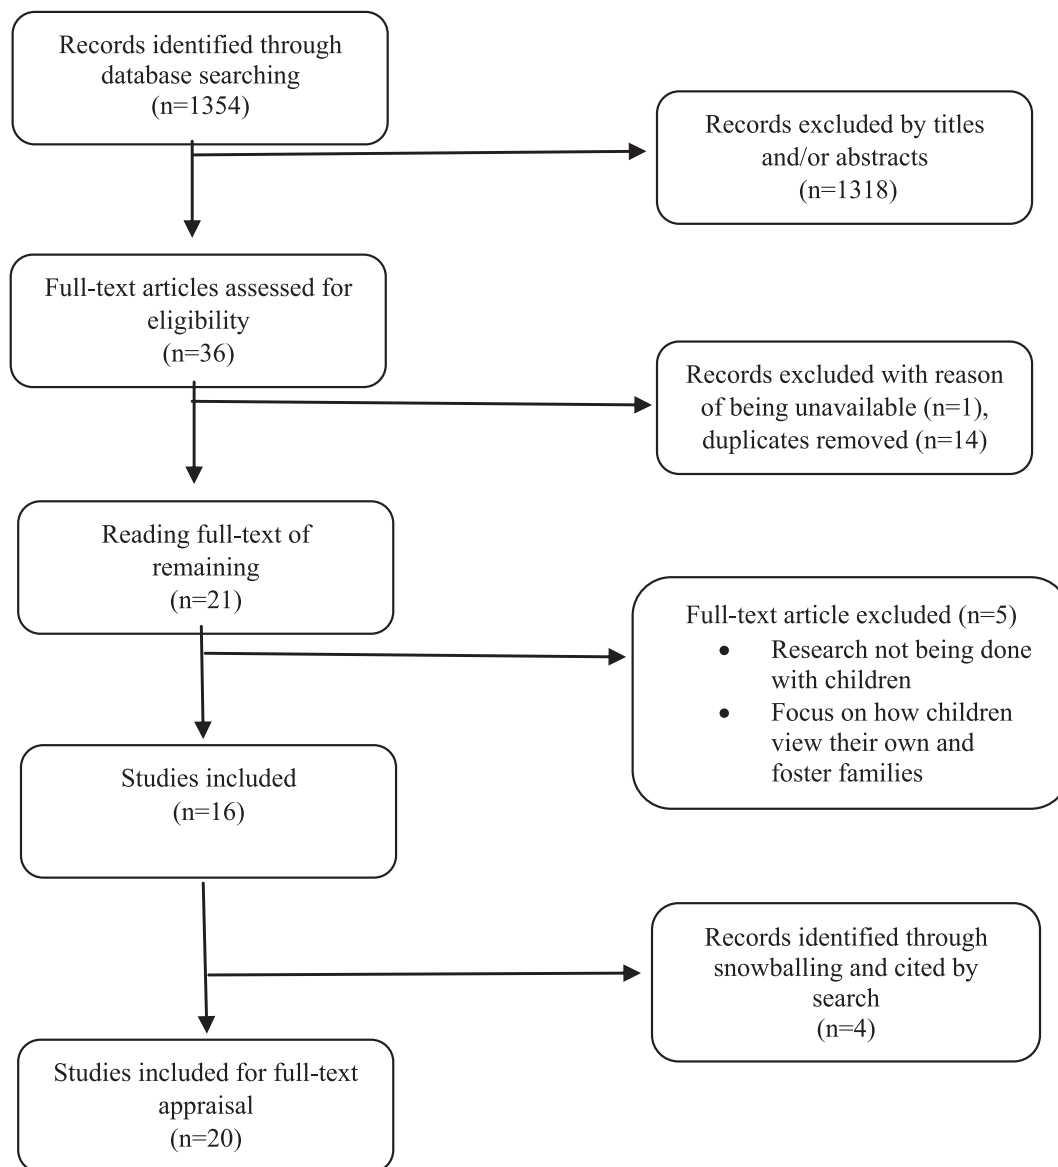 Records identified through
database searching
(n=1354)
Records excluded by titles
and/or abstracts
(n=1318)
Full-text articles assessed for
eligibility
(n=36)
Records excluded with reason
of being unavailable (n=1),
duplicates removed (n=14)
Reading full-text of
remaining
(n=21)
Full-text article excluded (n=5)
• Research not being done
with children
• Focus on how children
view their own and
foster families
Studies included
(n=16)
Records identified through
snowballing and cited by
search
(n=4)
Studies included for full-text
appraisal
(n=20)